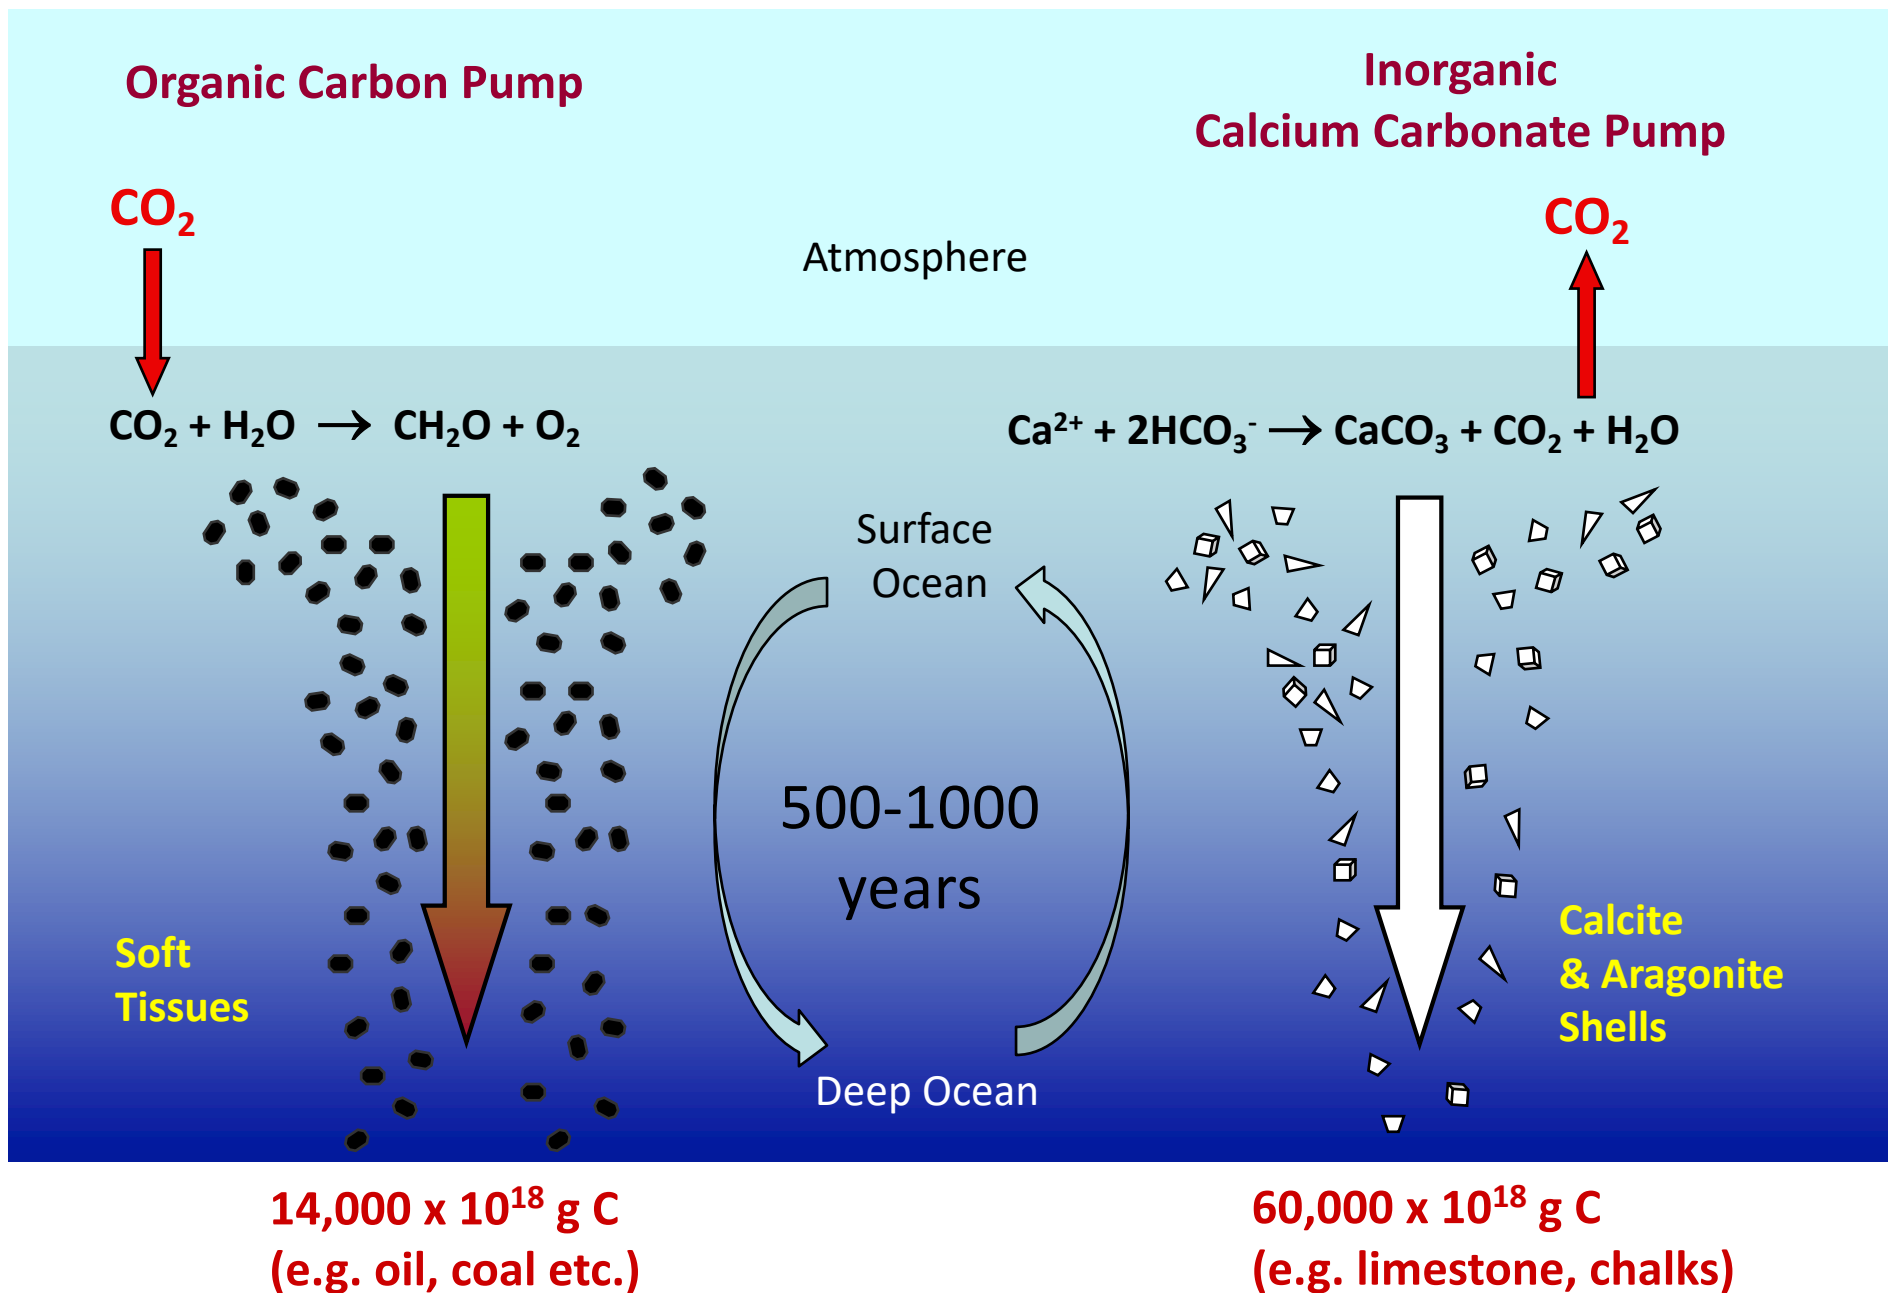 Organic Carbon Pump
Inorganic
Calcium Carbonate Pump
CO₂
CO₂
Atmosphere
CO₂ + H₂O → CH₂O + O₂
Ca²⁺ + 2HCO₃⁻ → CaCO₃ + CO₂ + H₂O
Surface
Ocean
500-1000
years
Soft
Tissues
Calcite
& Aragonite
Shells
Deep Ocean
14,000 x 10¹⁸ g C
(e.g. oil, coal etc.)
60,000 x 10¹⁸ g C
(e.g. limestone, chalks)